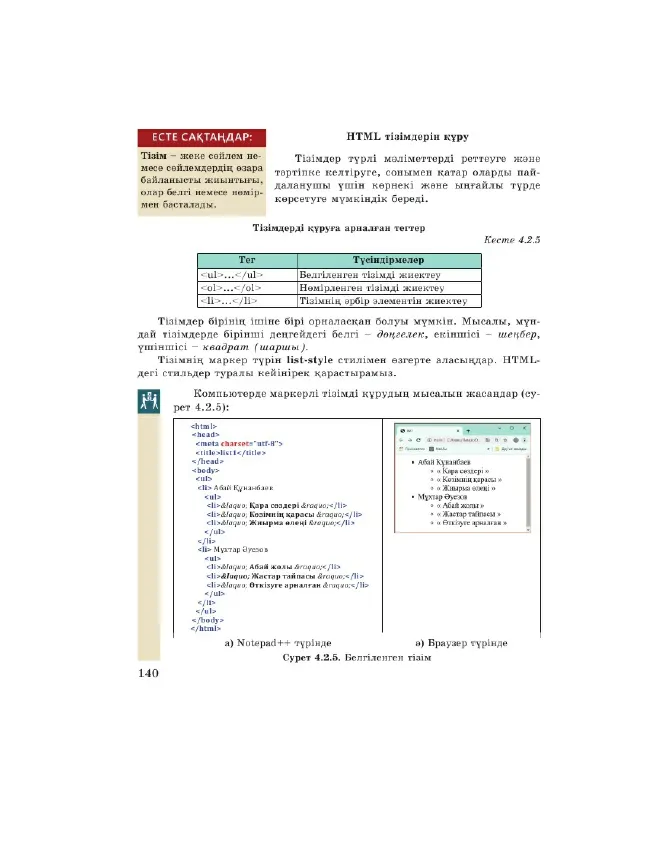 ЕСТЕ САҚТАҢДАР:
Тізім – жеке сөйлем не-
месе сөйлемдердің өзара
байланысты жиынтығы,
олар белгі немесе нөмір-
мен басталады.
HTML тізімдерін құру
Тізімдер түрлі мәліметтерді реттеуге және
тәртіпке келтіруге, сонымен қатар оларды пай-
даланушы үшін көрнекі және ыңғайлы түрде
көрсетуге мүмкіндік береді.
Тізімдерді құруға арналған тегтер
Кесте 4.2.5
Тег Түсіндірмелер
<ul>...</ul> Белгіленген тізімді жиектеу
<ol>...</ol> Нөмірленген тізімді жиектеу
<li>...</li> Тізімнің әрбір элементін жиектеу
Тізімдер бірінің ішіне бірі орналасқан болуы мүмкін. Мысалы, мұн-
дай тізімдерде бірінші деңгейдегі белгі – дөңгелек, екіншісі – шеңбер,
үшіншісі – квадрат (шаршы).
Тізімнің маркер түрін list-style стилімен өзгерте аласыңдар. HTML-
дегі стильдер туралы кейінірек қарастырамыз.
Компьютерде маркерлі тізімді құрудың мысалын жасаңдар (су-
рет 4.2.5):
<html>
<head>
<meta charset="utf-8">
<title>list1</title>
</head>
<body>
<ul>
<li> Абай Құнанбаев
<ul>
<li>&laquo; Қара сөздері &raquo;</li>
<li>&laquo; Көзімнің қарасы &raquo;</li>
<li>&laquo; Жиырма өлеңі &raquo;</li>
</ul>
</li>
<li> Мұхтар Әуезов
<ul>
<li>&laquo; Абай жолы &raquo;</li>
<li>&laquo; Жастар тайпасы &raquo;</li>
<li>&laquo; Өткізуге арналған &raquo;</li>
</ul>
</li>
</ul>
</body>
</html>
• Абай Құнанбаев
◦ « Қара сөздері »
◦ « Көзімнің қарасы »
◦ « Жиырма өлеңі »
• Мұхтар Әуезов
◦ « Абай жолы »
◦ « Жастар тайпасы »
◦ « Өткізуге арналған »
а) Notepad++ түрінде ә) Браузер түрінде
Сурет 4.2.5. Белгіленген тізім
140